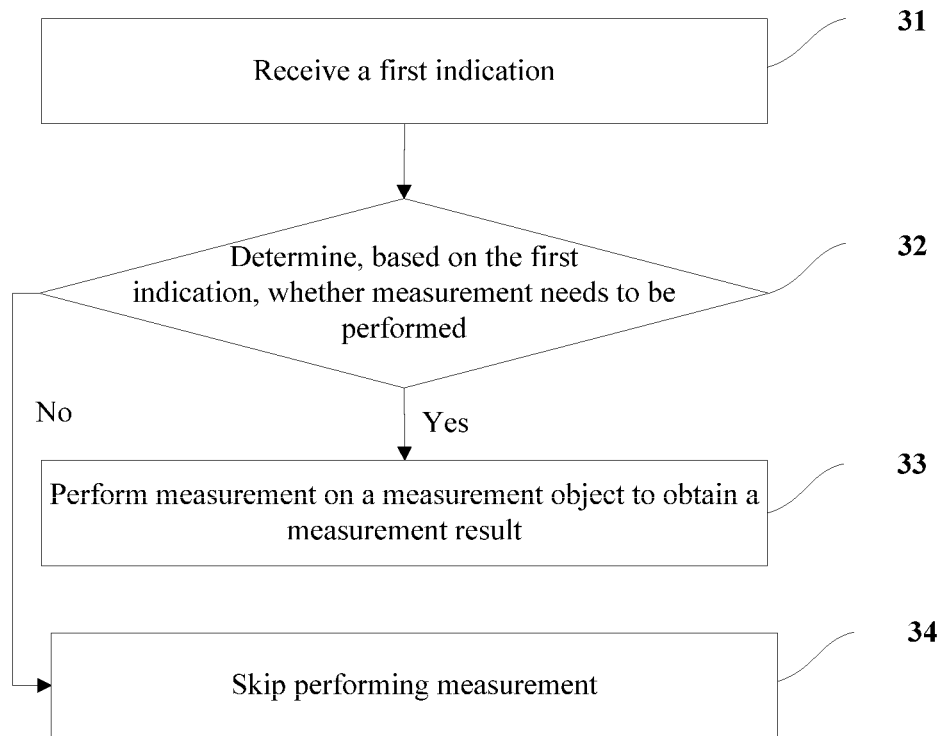 31
Receive a first indication
32
Determine, based on the first
indication, whether measurement needs to be
performed
No
Yes
33
Perform measurement on a measurement object to obtain a
measurement result
34
Skip performing measurement